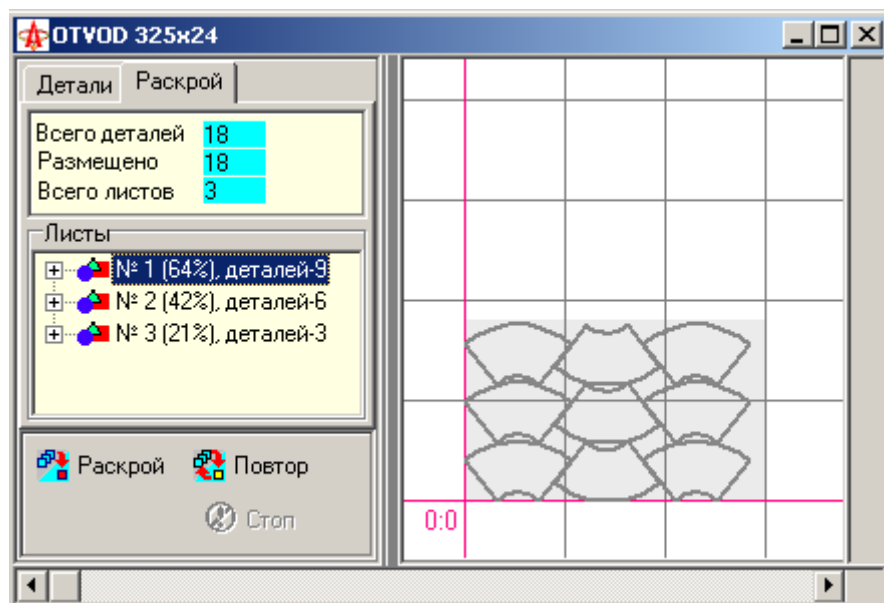 OTVOD 325x24
Детали Раскрой
Всего деталей 18
Размещено 18
Всего листов 3
Листы
№ 1 (64%), деталей-9
№ 2 (42%), деталей-6
№ 3 (21%), деталей-3
Раскрой Повтор
Стоп
0:0